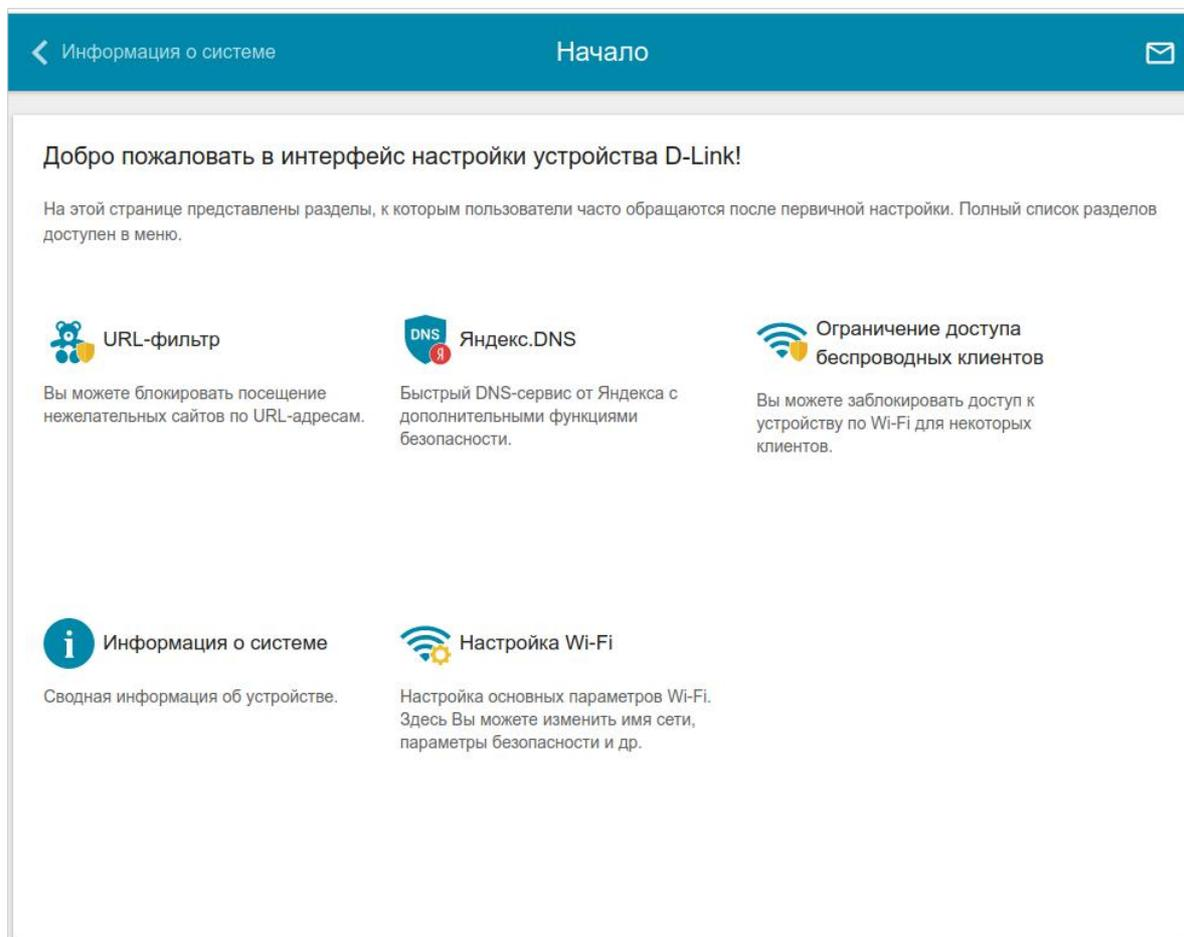 Информация о системе
Начало
Добро пожаловать в интерфейс настройки устройства D-Link!
На этой странице представлены разделы, к которым пользователи часто обращаются после первичной настройки. Полный список разделов
доступен в меню.
URL-фильтр
Вы можете блокировать посещение
нежелательных сайтов по URL-адресам.
DNS
Я
Яндекс.DNS
Быстрый DNS-сервис от Яндекса с
дополнительными функциями
безопасности.
Ограничение доступа
беспроводных клиентов
Вы можете заблокировать доступ к
устройству по Wi-Fi для некоторых
клиентов.
i
Информация о системе
Сводная информация об устройстве.
Настройка Wi-Fi
Настройка основных параметров Wi-Fi.
Здесь Вы можете изменить имя сети,
параметры безопасности и др.